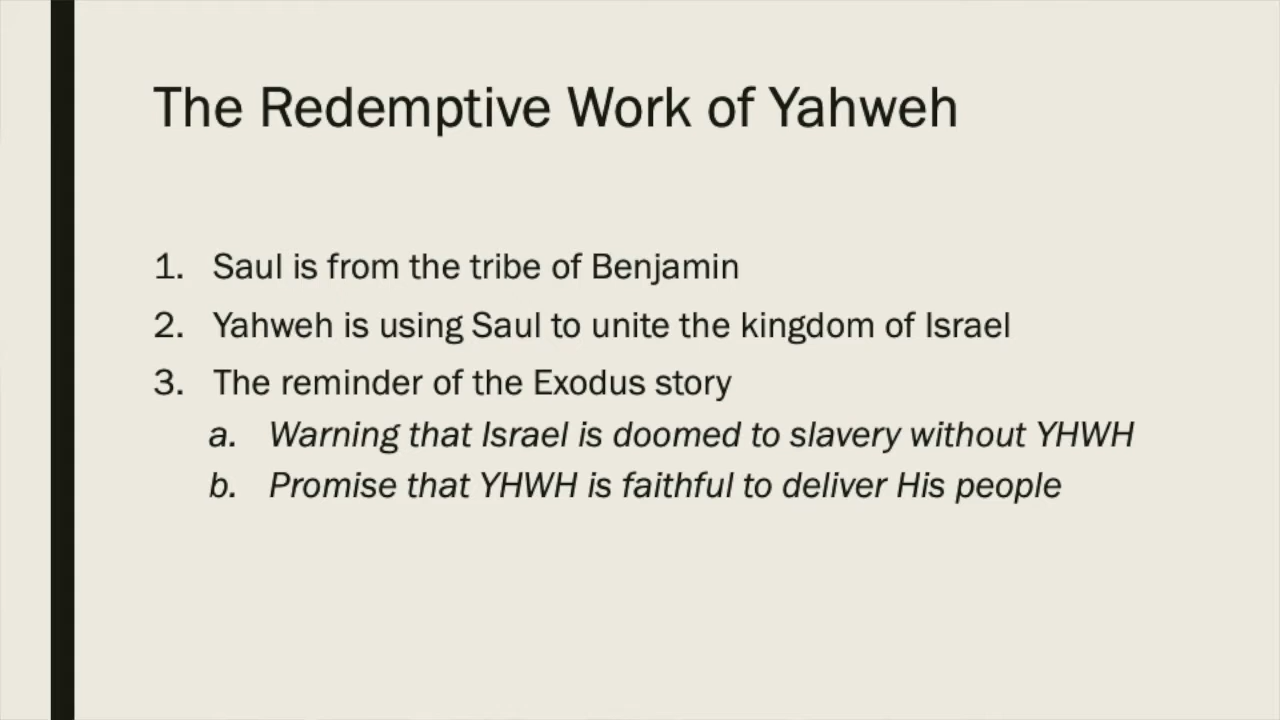 The Redemptive Work of Yahweh
1. Saul is from the tribe of Benjamin
2. Yahweh is using Saul to unite the kingdom of Israel
3. The reminder of the Exodus story
a. Warning that Israel is doomed to slavery without YHWH
b. Promise that YHWH is faithful to deliver His people